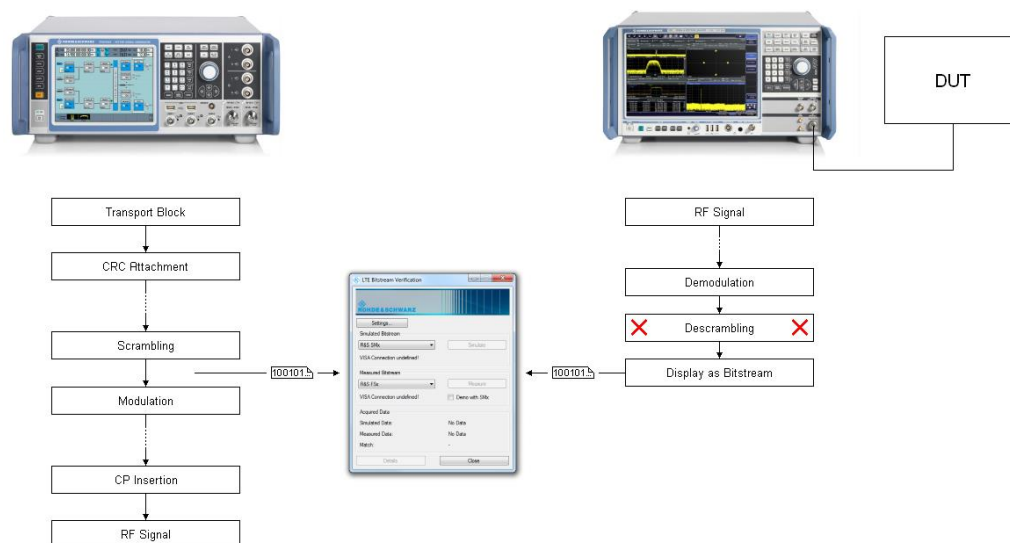 DUT
Transport Block
CRC Attachment
Scrambling
Modulation
CP Insertion
RF Signal
100101..
LTE Bitstream Verification
ROHDE&SCHWARZ
Settings...
Simulated Bitstream
R&S SMx
Simulate
VISA Connection undefined!
Measured Bitstream
R&S FSx
Measure
VISA Connection undefined!
Demo with SMx
Acquired Data
Simulated Data:
No Data
Measured Data:
No Data
Match:
-
Details
Close
100101..
RF Signal
Demodulation
Descrambling
Display as Bitstream